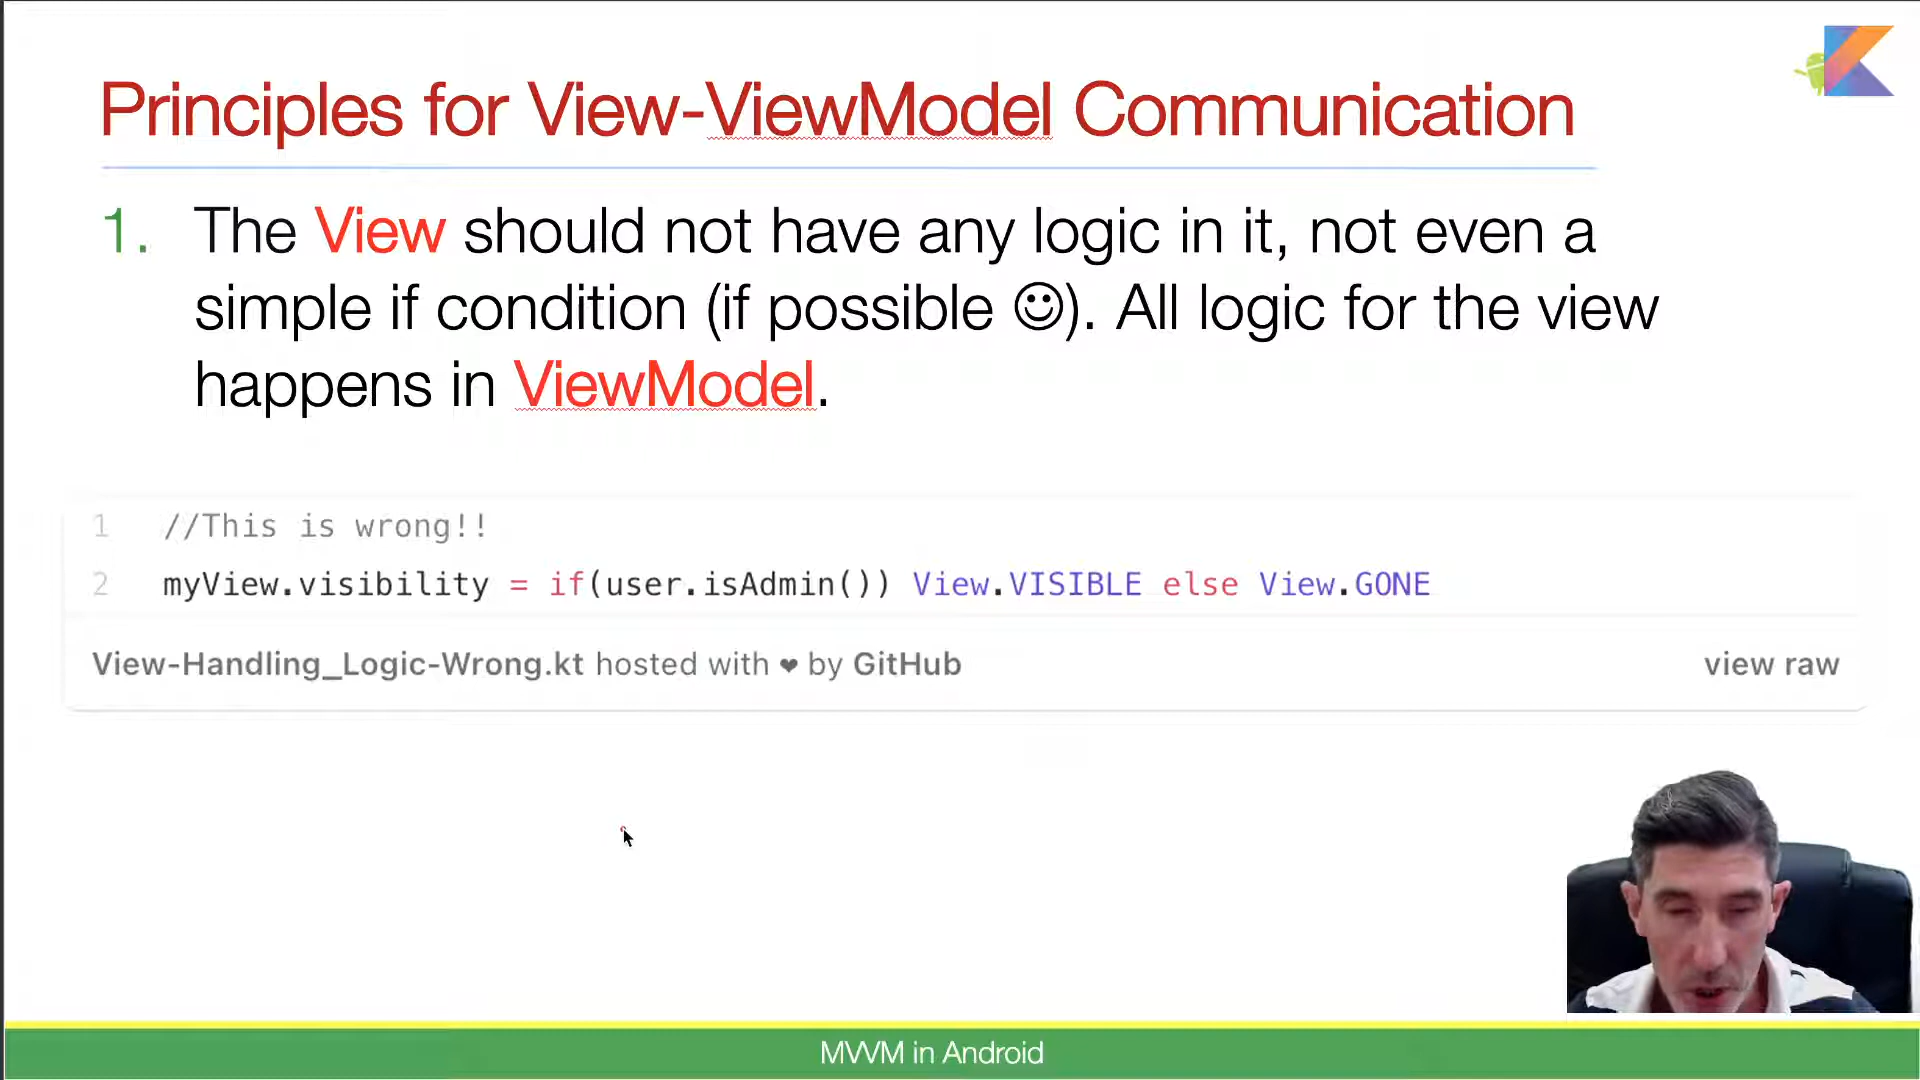 Principles for View-ViewModel Communication
1. The View should not have any logic in it, not even a
simple if condition (if possible ☺). All logic for the view
happens in ViewModel.
1 //This is wrong!!
2 myView.visibility = if(user.isAdmin()) View.VISIBLE else View.GONE
View-Handling_Logic-Wrong.kt hosted with ❤ by GitHub view raw
MVVM in Android